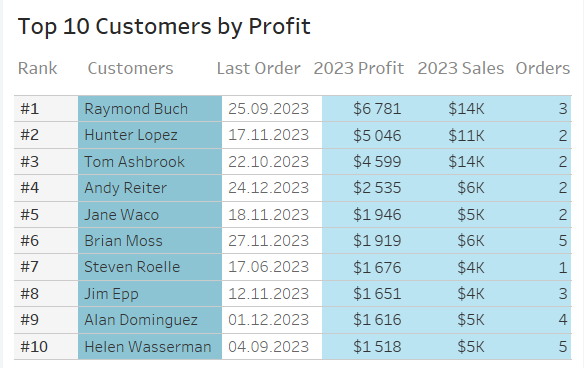 Top 10 Customers by Profit
Rank Customers Last Order 2023 Profit 2023 Sales Orders
#1 Raymond Buch 25.09.2023 $6 781 $14K 3
#2 Hunter Lopez 17.11.2023 $5 046 $11K 2
#3 Tom Ashbrook 22.10.2023 $4 599 $14K 2
#4 Andy Reiter 24.12.2023 $2 535 $6K 2
#5 Jane Waco 18.11.2023 $1 946 $5K 2
#6 Brian Moss 27.11.2023 $1 919 $6K 5
#7 Steven Roelle 17.06.2023 $1 676 $4K 1
#8 Jim Epp 12.11.2023 $1 651 $4K 3
#9 Alan Dominguez 01.12.2023 $1 616 $5K 4
#10 Helen Wasserman 04.09.2023 $1 518 $5K 5